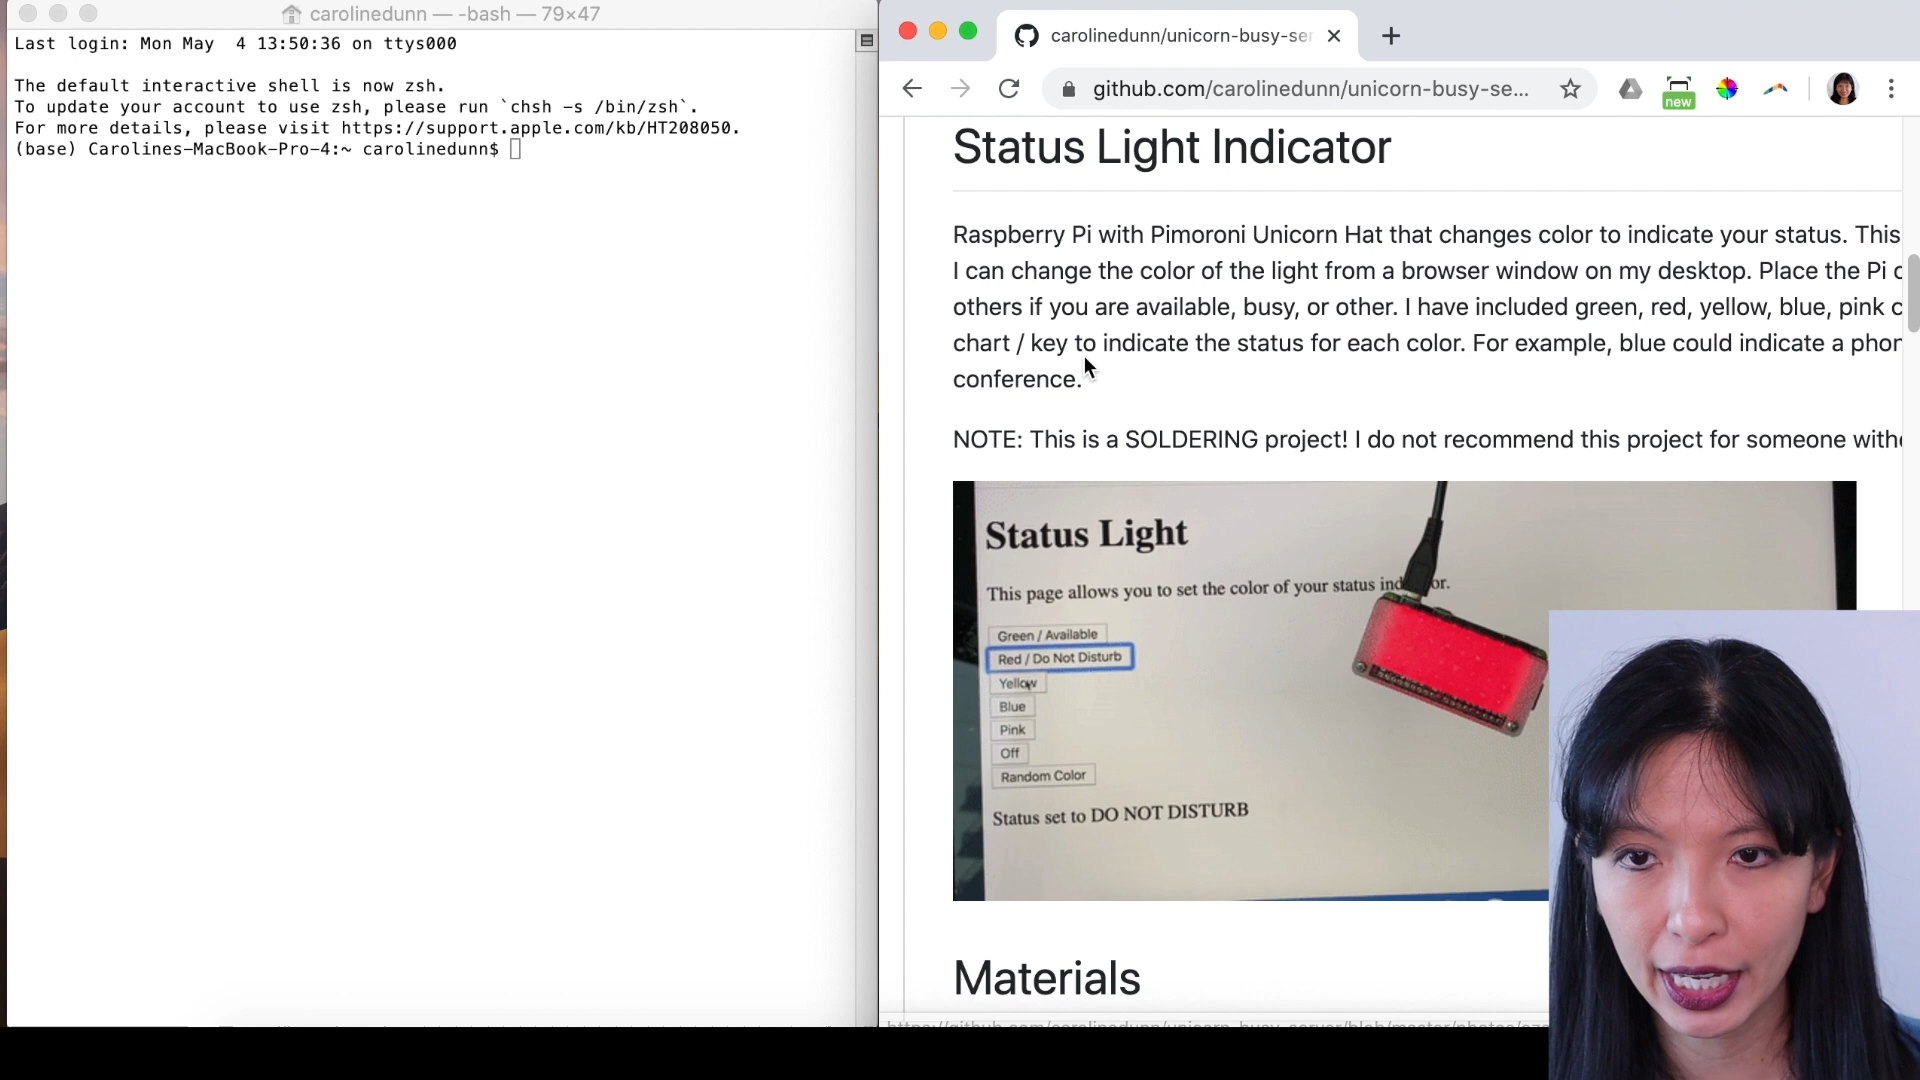 carolinedunn — -bash — 79×47
Last login: Mon May  4 13:50:36 on ttys000
The default interactive shell is now zsh.
To update your account to use zsh, please run `chsh -s /bin/zsh`.
For more details, please visit https://support.apple.com/kb/HT208050.
(base) Carolines-MacBook-Pro-4:~ carolinedunn$
carolinedunn/unicorn-busy-ser
github.com/carolinedunn/unicorn-busy-se...
new
Status Light Indicator
Raspberry Pi with Pimoroni Unicorn Hat that changes color to indicate your status. This
I can change the color of the light from a browser window on my desktop. Place the Pi
others if you are available, busy, or other. I have included green, red, yellow, blue, pink
chart / key to indicate the status for each color. For example, blue could indicate a phon
conference.
NOTE: This is a SOLDERING project! I do not recommend this project for someone with
Status Light
This page allows you to set the color of your status indicator.
Green / Available
Red / Do Not Disturb
Yellow
Blue
Pink
Off
Random Color
Status set to DO NOT DISTURB
Materials